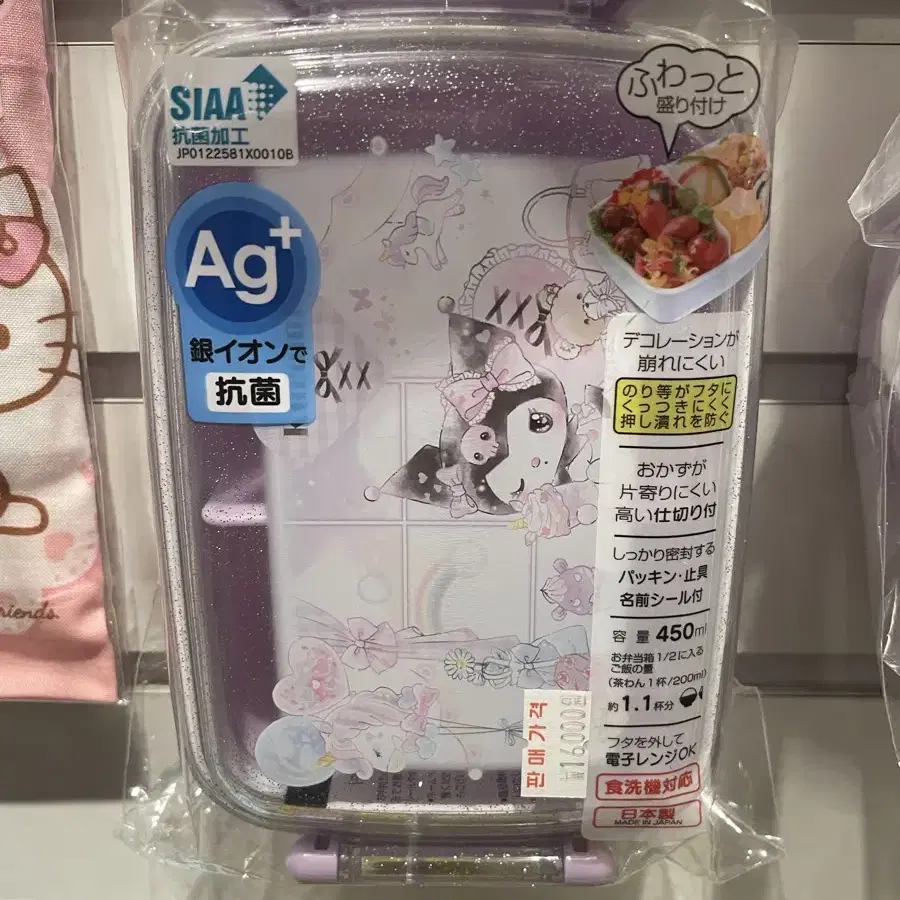 SIAA
抗菌加工
JP0122581X0010B
Ag+
銀イオンで
抗菌
ふわっと
盛り付け
デコレーションが
崩れにくい
のり等がフタに
くっつきにくく
押し潰れを防ぐ
おかずが
片寄りにくい
高い仕切り付
しっかり密封する
パッキン・止具
名前シール付
容量 450ml
お弁当箱1/2に入る
ご飯の量
(茶わん1杯/200ml)
約1.1杯分
フタを外して
電子レンジOK
食洗機対応
日本製
MADE IN JAPAN
판매가격
16,000
riends